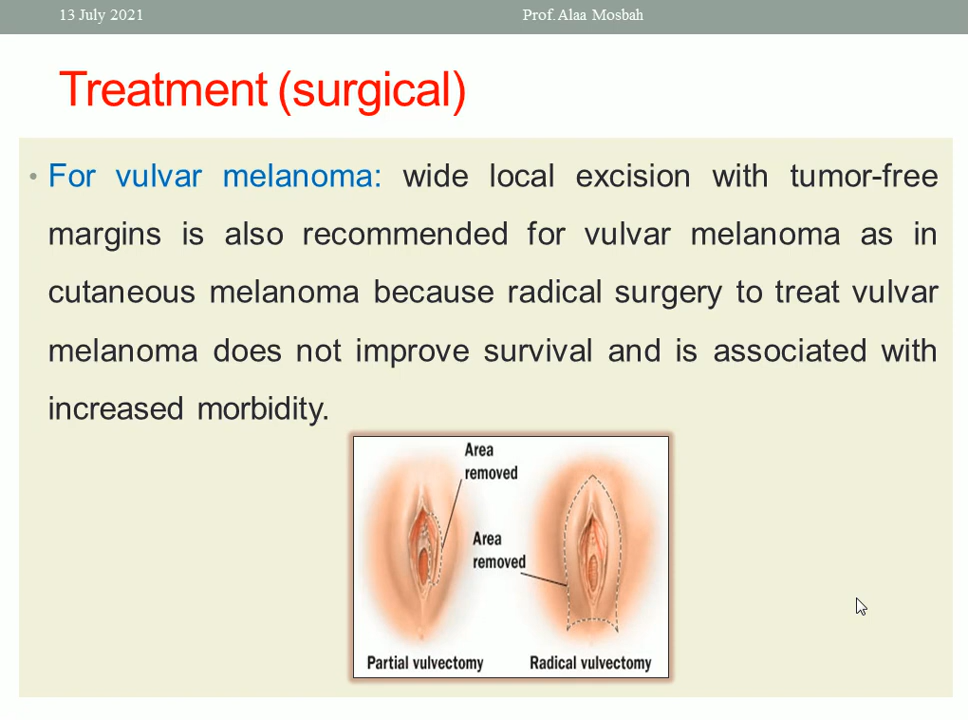 13 July 2021
Prof. Alaa Mosbah
Treatment (surgical)
• For vulvar melanoma: wide local excision with tumor-free
margins is also recommended for vulvar melanoma as in
cutaneous melanoma because radical surgery to treat vulvar
melanoma does not improve survival and is associated with
increased morbidity.
Area
removed
Area
removed
Partial vulvectomy
Radical vulvectomy